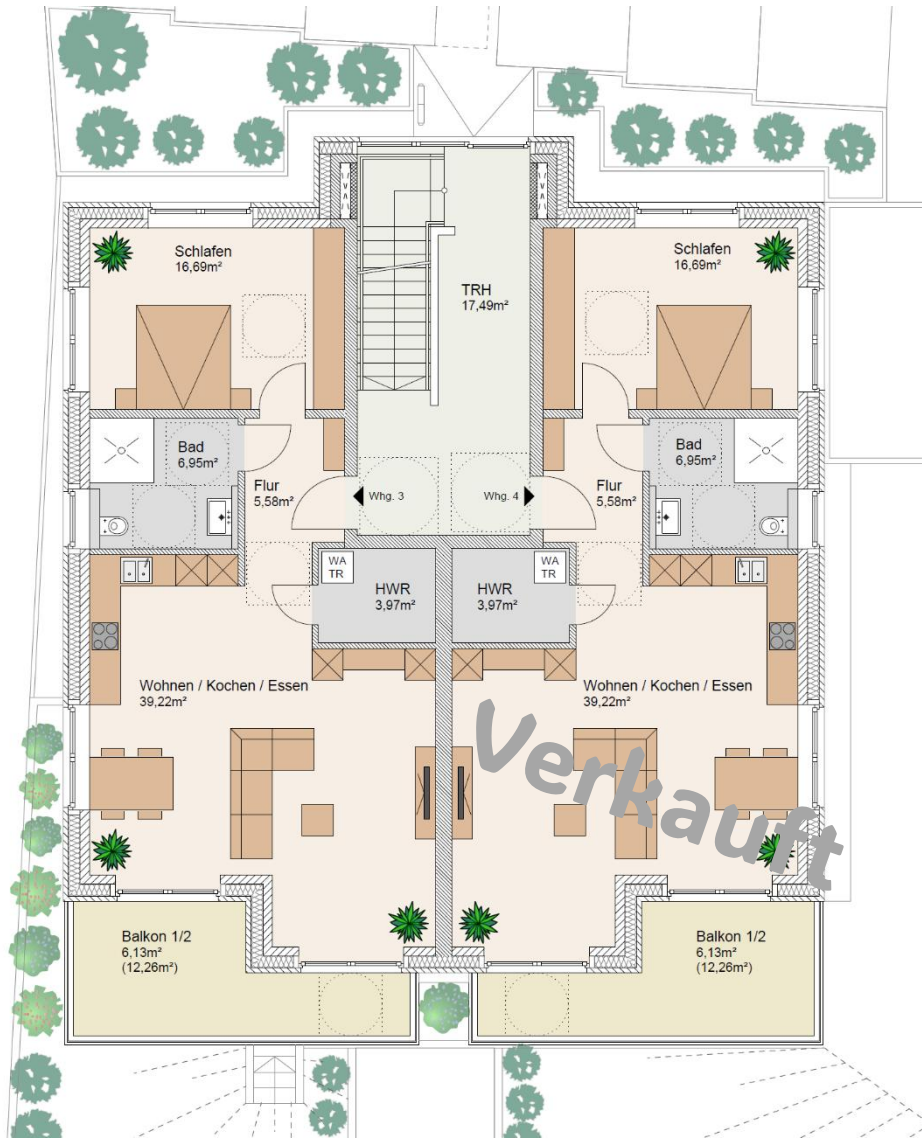 Schlafen
16,69m²
Schlafen
16,69m²
TRH
17,49m²
Bad
6,95m²
Bad
6,95m²
Flur
5,58m²
Flur
5,58m²
Whg. 3
Whg. 4
WA
TR
WA
TR
HWR
3,97m²
HWR
3,97m²
Wohnen / Kochen / Essen
39,22m²
Wohnen / Kochen / Essen
39,22m²
Verkauft
Balkon 1/2
6,13m²
(12,26m²)
Balkon 1/2
6,13m²
(12,26m²)